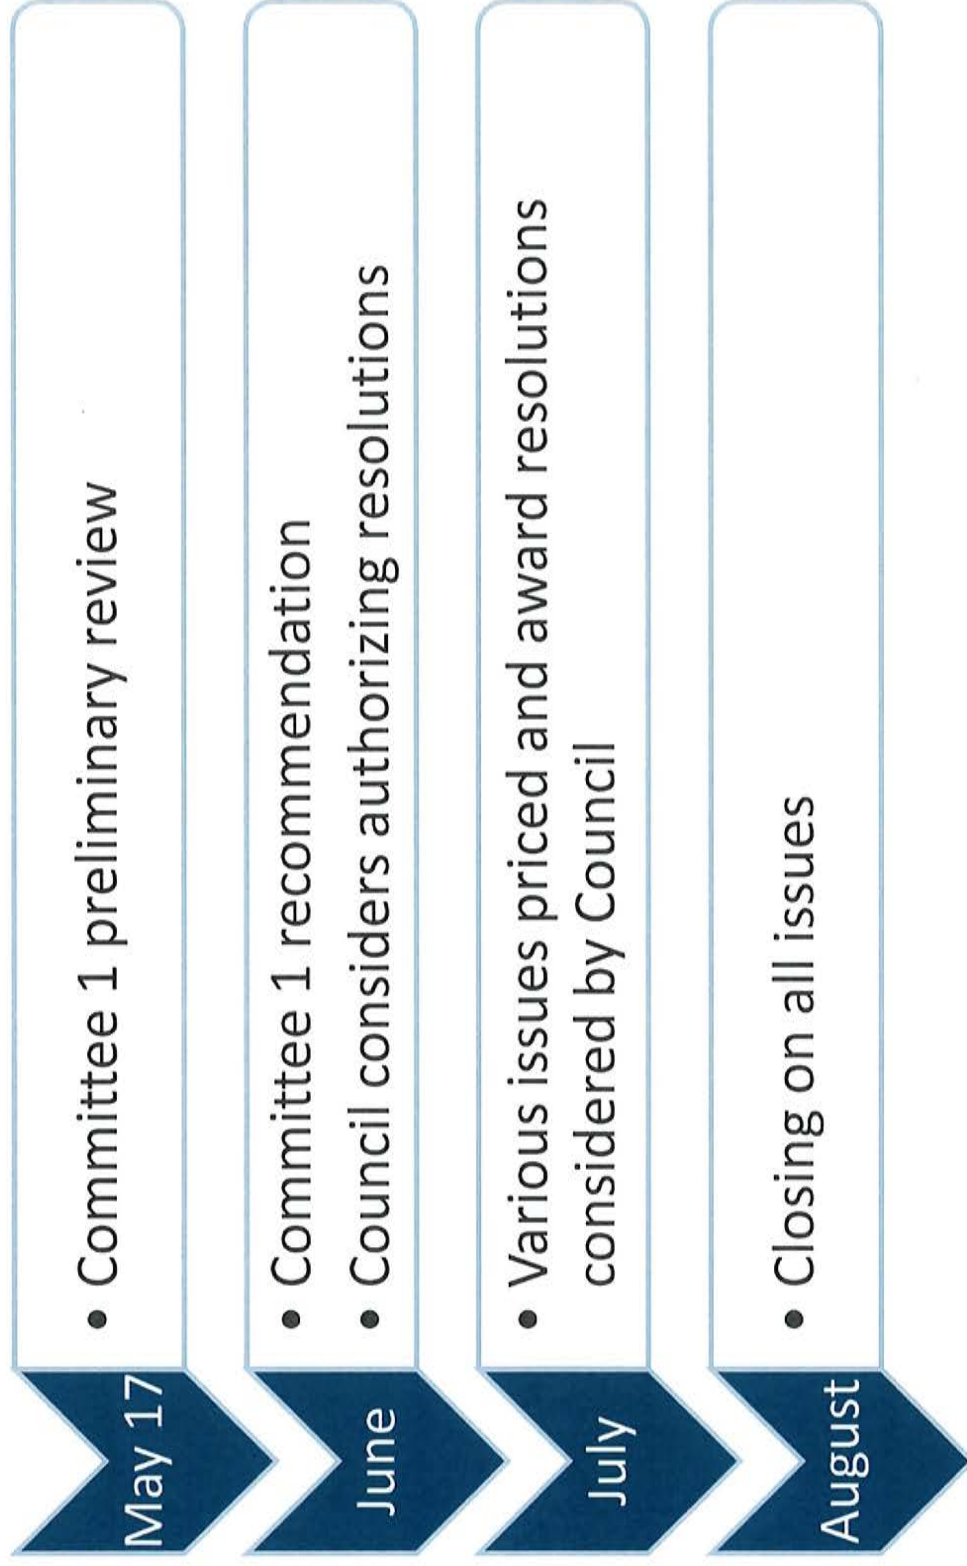 May 17
• Committee 1 preliminary review
June
• Committee 1 recommendation
• Council considers authorizing resolutions
July
• Various issues priced and award resolutions
considered by Council
August
• Closing on all issues